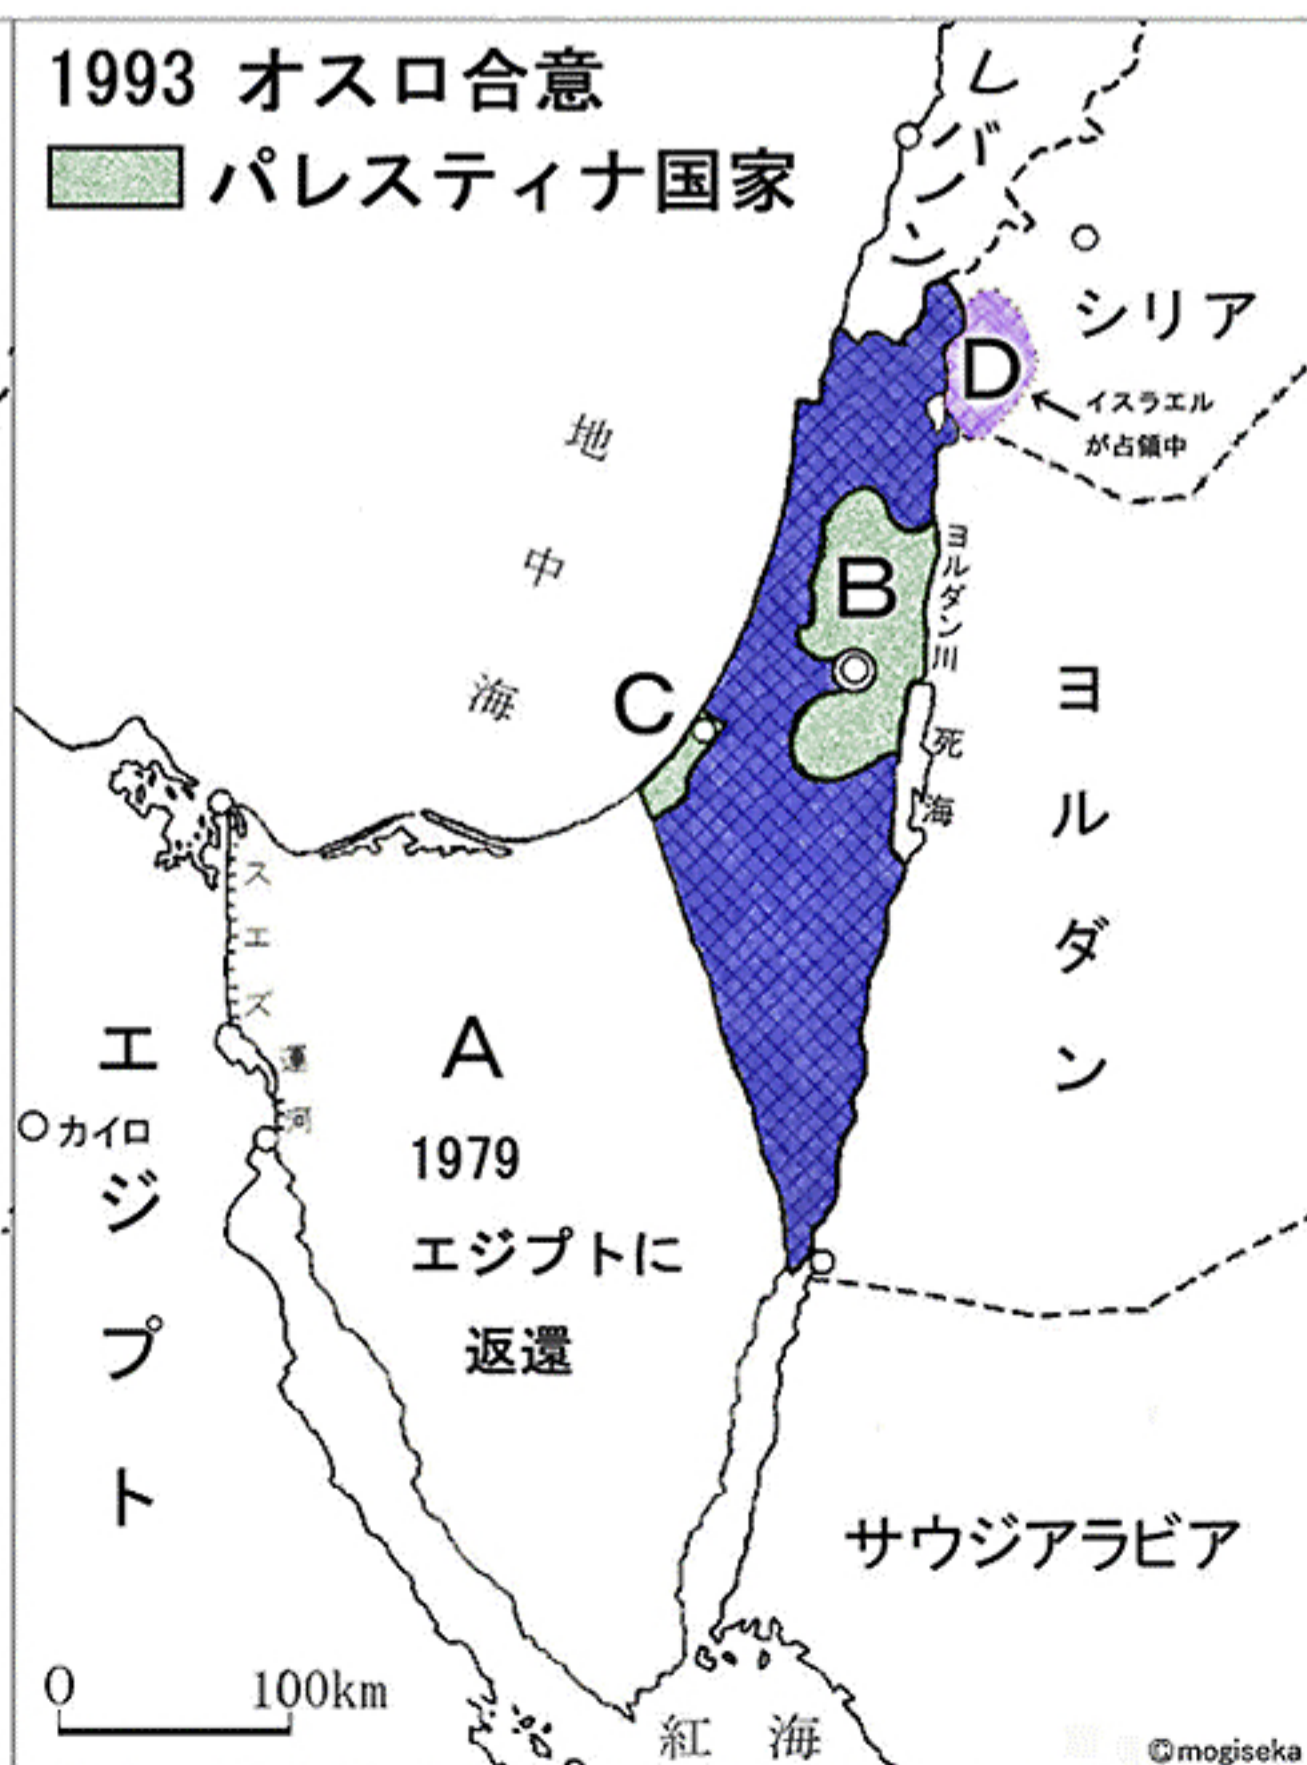 1993 オスロ合意
パレスティナ国家
レバノン
シリア
D
イスラエル
が占領中
地中海
B
ヨルダン川
C
死海
ヨルダン
スエズ運河
A
1979
エジプトに
返還
エジプト
カイロ
サウジアラビア
0 100km
紅海
©mogiseka